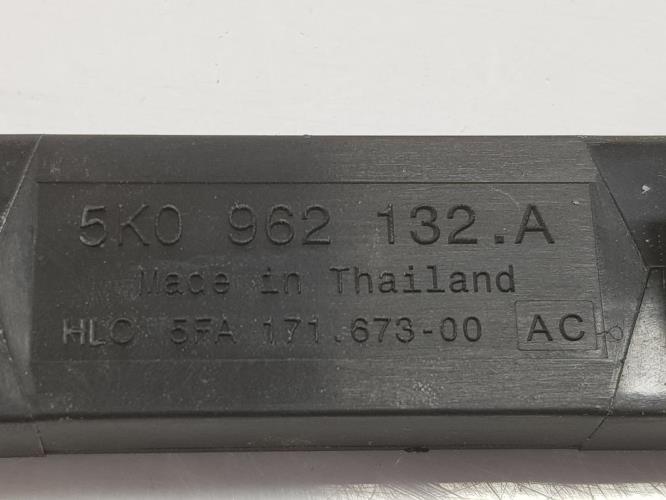 5K0 962 132.A
Made in Thailand
HLC 5FA 171.673-00 AC